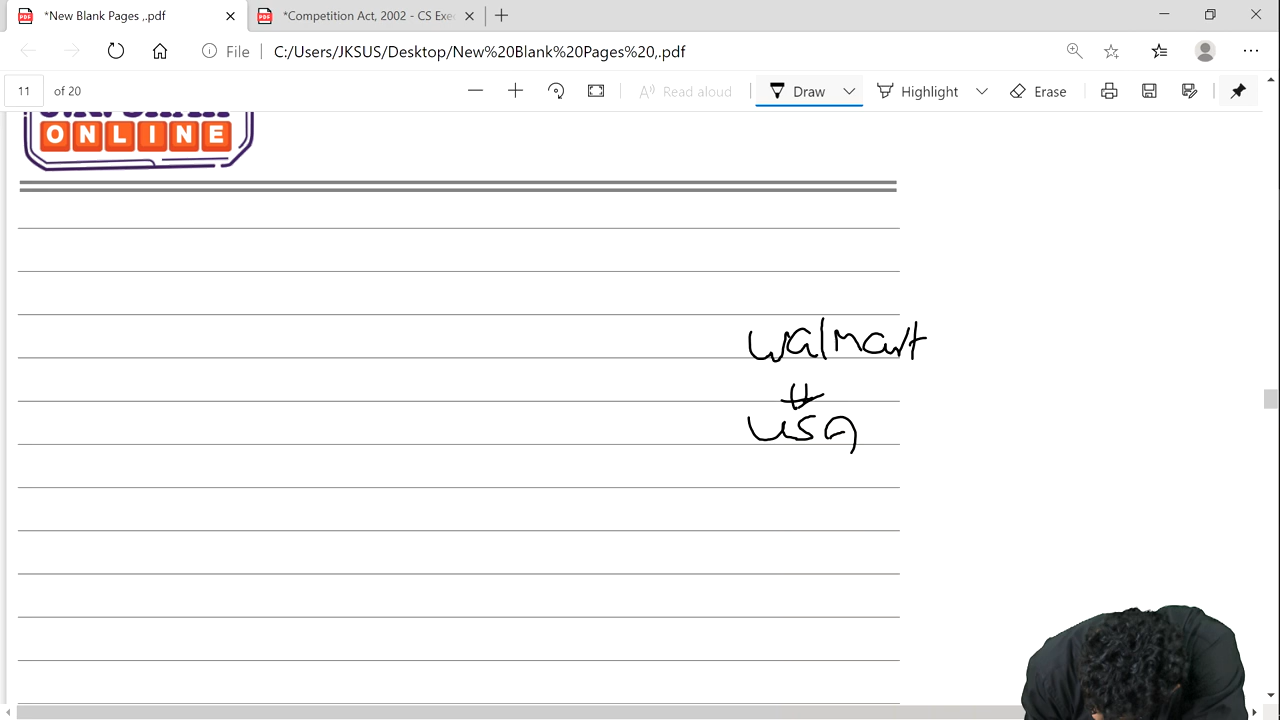 *New Blank Pages ,.pdf
*Competition Act, 2002 - CS Exec
File
C:/Users/JKSUS/Desktop/New%20Blank%20Pages%20,.pdf
11 of 20
Read aloud
Draw
Highlight
Erase
ONLINE
walmart
USA